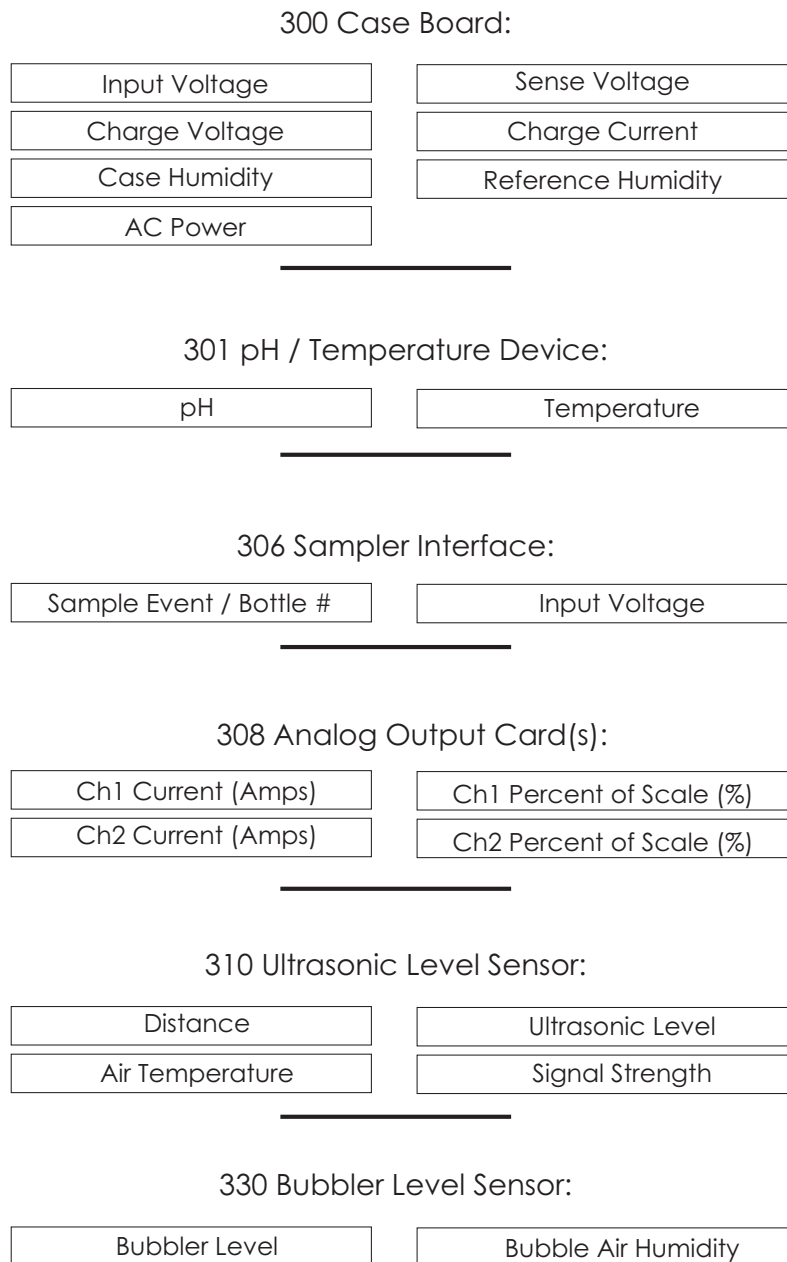 300 Case Board:
Input Voltage Sense Voltage
Charge Voltage Charge Current
Case Humidity Reference Humidity
AC Power
301 pH / Temperature Device:
pH Temperature
306 Sampler Interface:
Sample Event / Bottle # Input Voltage
308 Analog Output Card(s):
Ch1 Current (Amps) Ch1 Percent of Scale (%)
Ch2 Current (Amps) Ch2 Percent of Scale (%)
310 Ultrasonic Level Sensor:
Distance Ultrasonic Level
Air Temperature Signal Strength
330 Bubbler Level Sensor:
Bubbler Level Bubble Air Humidity